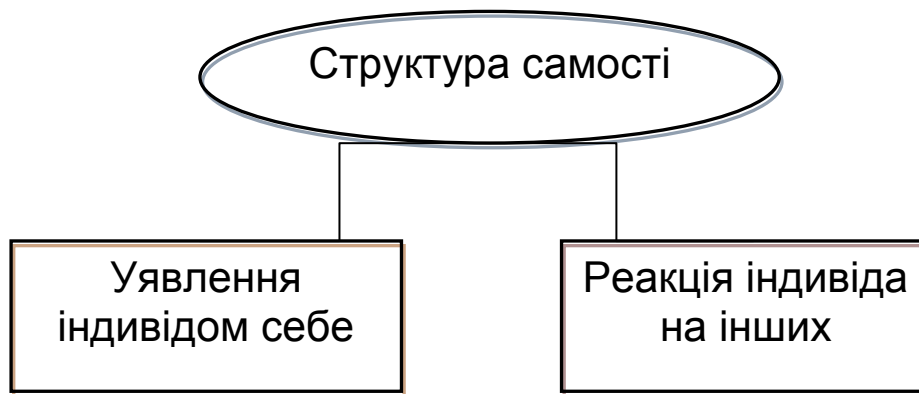 Структура самості
Уявлення
індивідом себе
Реакція індивіда
на інших